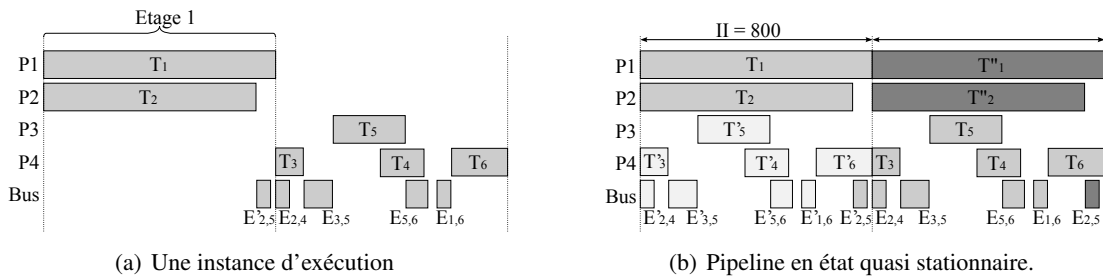 Etage 1
P1
T1
P2
T2
P3
T5
P4
T3
T4
T6
Bus
E'2,5
E2,4
E3,5
E5,6
E1,6
(a) Une instance d'exécution
II = 800
P1
T1
T"1
P2
T2
T"2
P3
T'5
T5
P4
T'3
T'4
T'6
T3
T4
T6
Bus
E'2,4
E'3,5
E'5,6
E'1,6
E'2,5
E2,4
E3,5
E5,6
E1,6
E2,5
(b) Pipeline en état quasi stationnaire.